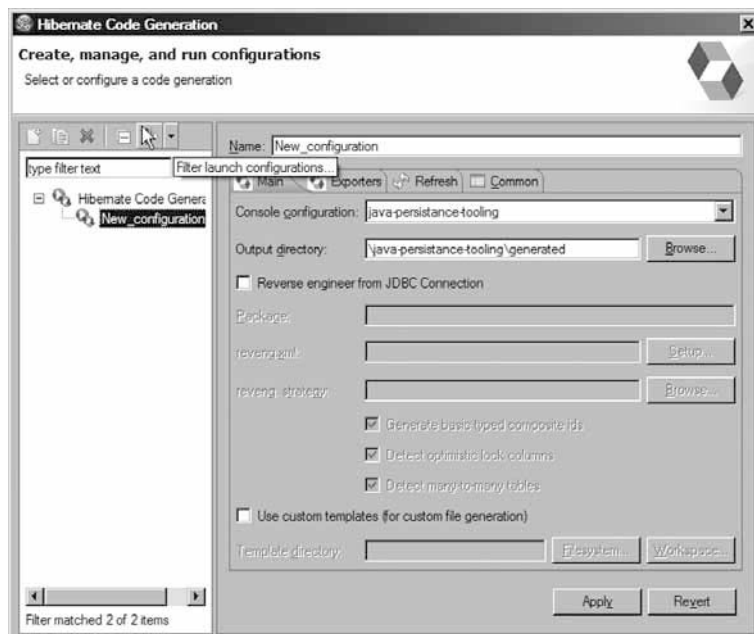 Hibernate Code Generation
Create, manage, and run configurations
Select or configure a code generation
type filter text
Filter launch configurations...
Hibernate Code Genera
New_configuration
Filter matched 2 of 2 items
Name: New_configuration
Main Exporters Refresh Common
Console configuration: java-persistance-tooling
Output directory: \java-persistance-tooling\generated Browse...
Reverse engineer from JDBC Connection
Package:
reveng.xml: Setup...
reveng. strategy: Browse...
Generate basic typed composite ids
Detect optimistic lock columns
Detect many-to-many tables
Use custom templates (for custom file generation)
Template directory: Filesystem... Workspace...
Apply Revert